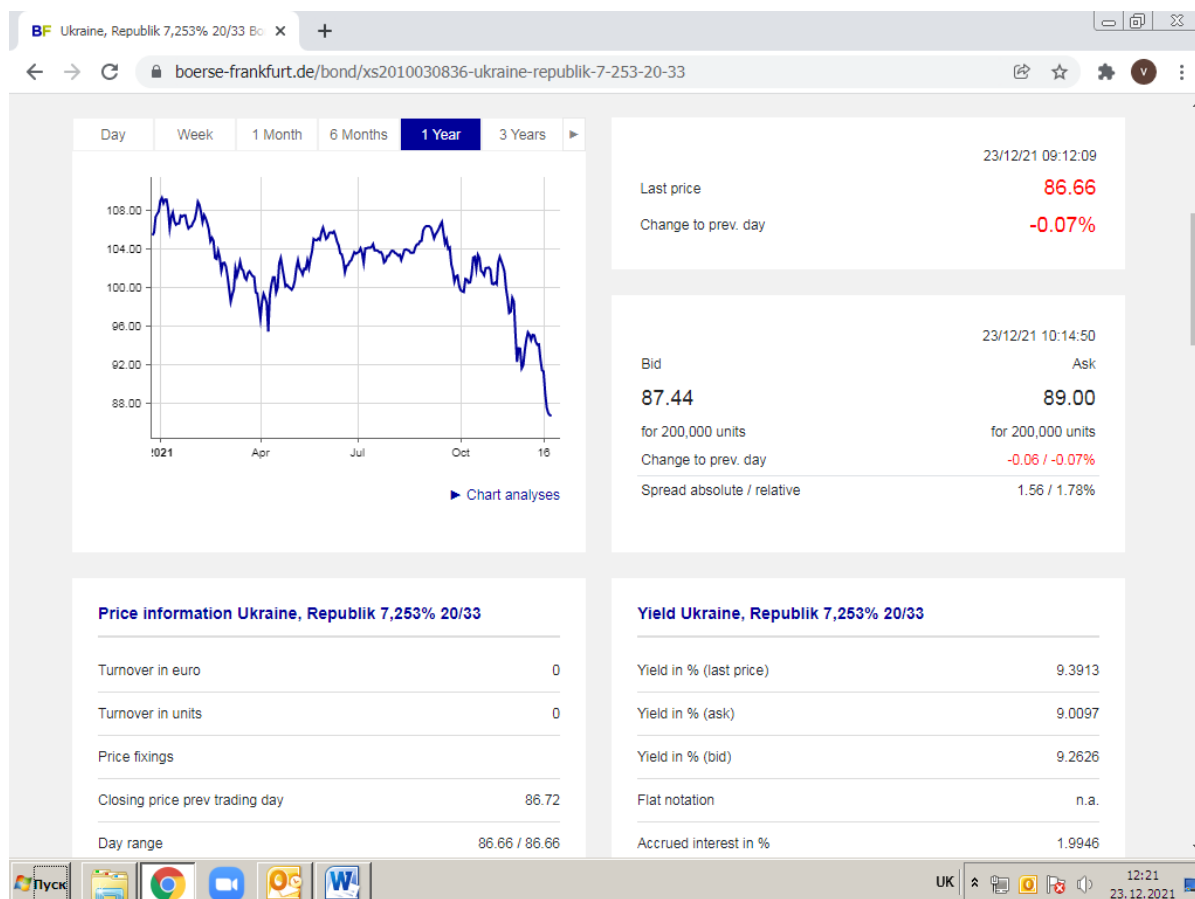 BF Ukraine, Republik 7,253% 20/33 Bo
boerse-frankfurt.de/bond/xs2010030836-ukraine-republik-7-253-20-33
V
Day Week 1 Month 6 Months 1 Year 3 Years
108.00
104.00
100.00
96.00
92.00
88.00
!021 Apr Jul Oct 16
Chart analyses
23/12/21 09:12:09
Last price 86.66
Change to prev. day -0.07%
23/12/21 10:14:50
Bid Ask
87.44 89.00
for 200,000 units for 200,000 units
Change to prev. day -0.06 / -0.07%
Spread absolute / relative 1.56 / 1.78%
Price information Ukraine, Republik 7,253% 20/33
Turnover in euro 0
Turnover in units 0
Price fixings
Closing price prev trading day 86.72
Day range 86.66 / 86.66
Yield Ukraine, Republik 7,253% 20/33
Yield in % (last price) 9.3913
Yield in % (ask) 9.0097
Yield in % (bid) 9.2626
Flat notation n.a.
Accrued interest in % 1.9946
Пуск
UK
12:21
23.12.2021